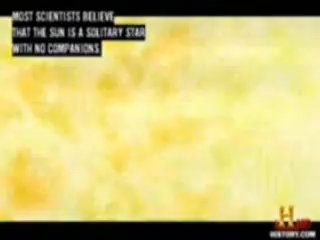 MOST SCIENTISTS BELIEVE
THAT THE SUN IS A SOLITARY STAR
WITH NO COMPANIONS.
H
HISTORY.COM